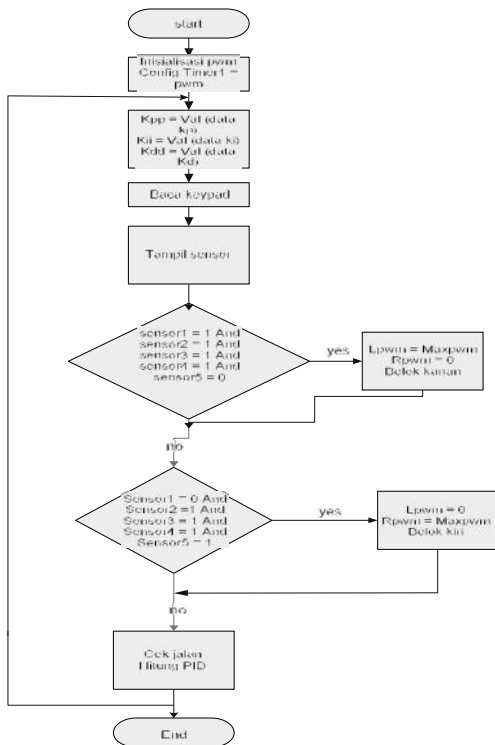 start
Inisialisasi pwm
Config Timer1 =
pwm
Kpp = Val (data
kp)
Kii = Val (data ki)
Kdd = Val (data
Kd)
Baca keypad
Tampil sensor
sensor1 = 1 And
sensor2 = 1 And
sensor3 = 1 And
sensor4 = 1 And
sensor5 = 0
yes
Lpwm = Maxpwm
Rpwm = 0
Belok kanan
no
Sensor1 = 0 And
Sensor2 =1 And
Sensor3 = 1 And
Sensor4 = 1 And
Sensor5 = 1
yes
Lpwm = 0
Rpwm = Maxpwm
Belok kiri
no
Cek jalan
Hitung PID
End